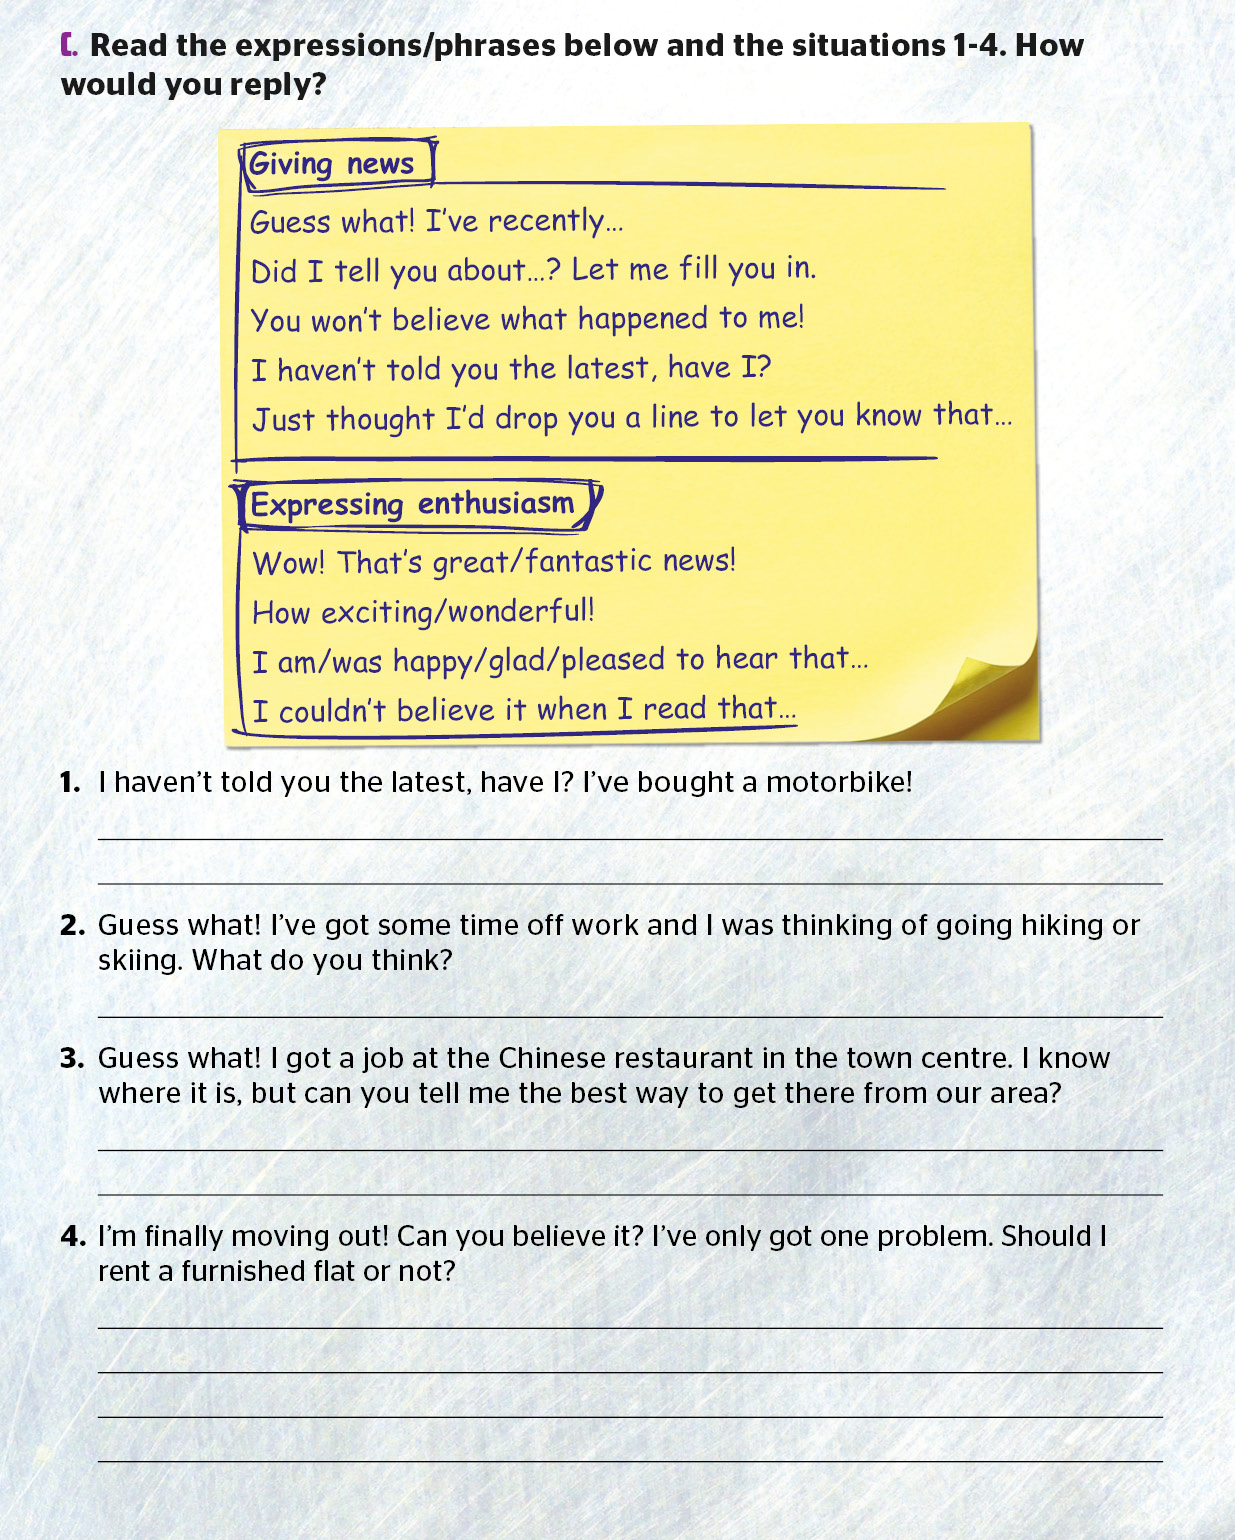 C. Read the expressions/phrases below and the situations 1-4. How
would you reply?
Giving news
Guess what! I've recently...
Did I tell you about...? Let me fill you in.
You won't believe what happened to me!
I haven't told you the latest, have I?
Just thought I'd drop you a line to let you know that...
Expressing enthusiasm
Wow! That's great/fantastic news!
How exciting/wonderful!
I am/was happy/glad/pleased to hear that...
I couldn't believe it when I read that...
1. I haven't told you the latest, have I? I've bought a motorbike!
2. Guess what! I've got some time off work and I was thinking of going hiking or
skiing. What do you think?
3. Guess what! I got a job at the Chinese restaurant in the town centre. I know
where it is, but can you tell me the best way to get there from our area?
4. I'm finally moving out! Can you believe it? I've only got one problem. Should I
rent a furnished flat or not?